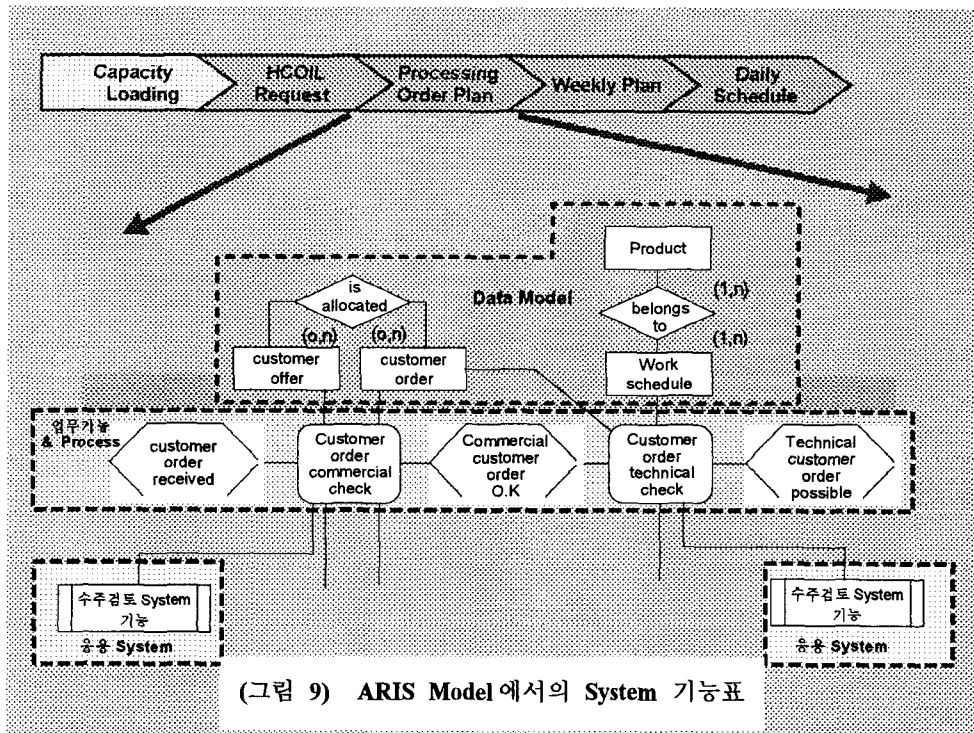 Capacity
Loading
HCOIL
Request
Processing
Order Plan
Weekly Plan
Daily
Schedule
Product
is
allocated
Data Model
(1,n)
belongs
to
(o,n)
(o,n)
(1,n)
customer
offer
customer
order
Work
schedule
업무기능
& Process
customer
order
received
Customer
order
commercial
check
Commercial
customer
order
O.K
Customer
order
technical
check
Technical
customer
order
possible
수주검토 System
기능
응용 System
수주검토 System
기능
응용 System
(그림 9) ARIS Model에서의 System 기능표